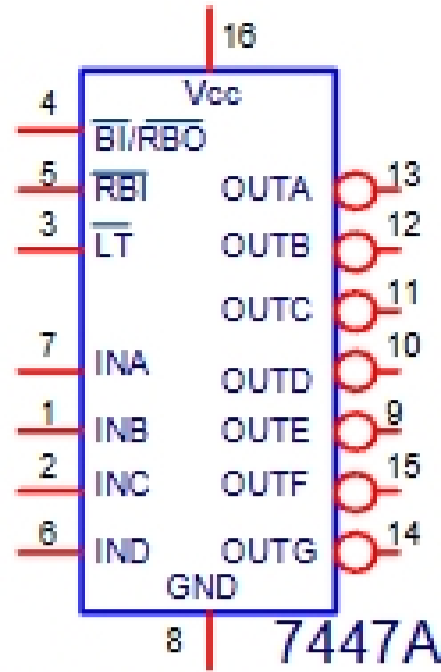 16
Vcc
4 BI/RBO
5 RBI OUTA 13
3 LT OUTB 12
OUTC 11
7 INA OUTD 10
1 INB OUTE 9
2 INC OUTF 15
6 IND OUTG 14
GND
8 7447A